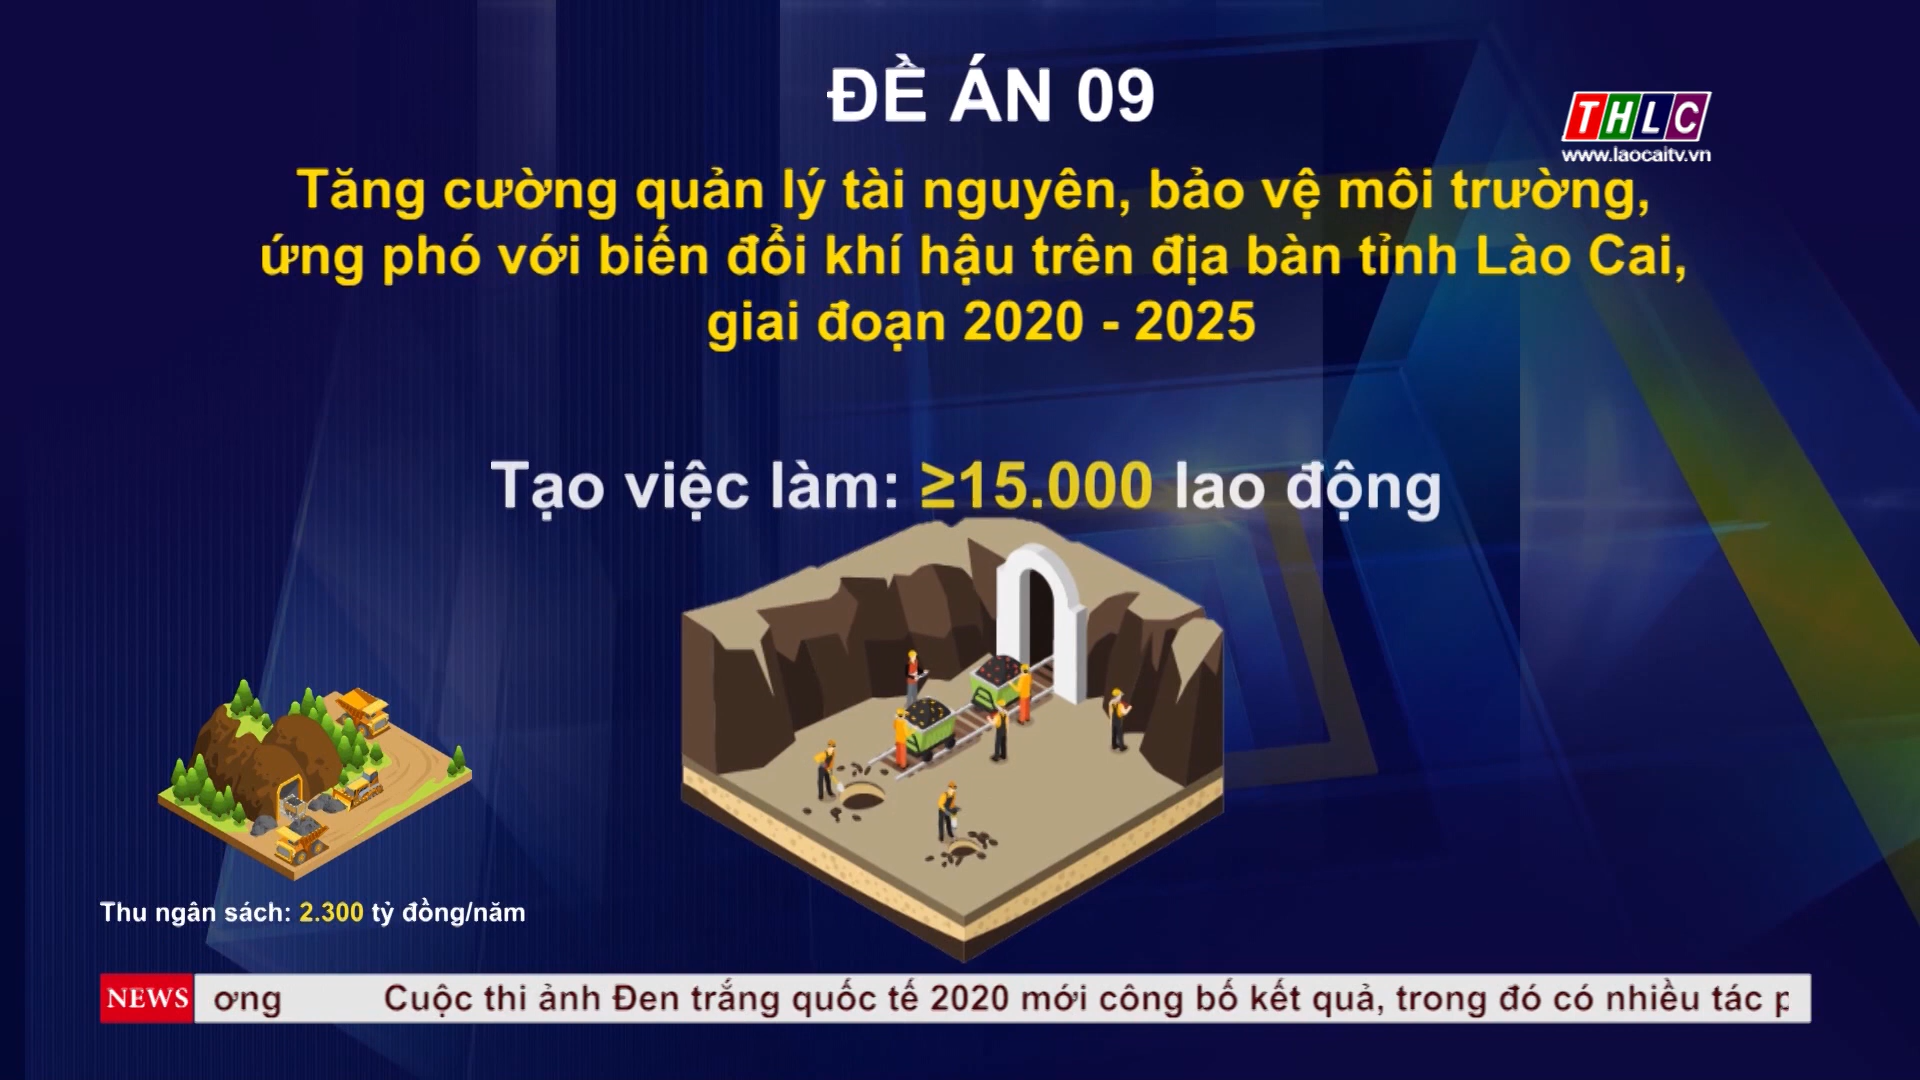 ĐỀ ÁN 09
THLC
www.laocaitv.vn
Tăng cường quản lý tài nguyên, bảo vệ môi trường,
ứng phó với biến đổi khí hậu trên địa bàn tỉnh Lào Cai,
giai đoạn 2020 - 2025
Tạo việc làm: ≥15.000 lao động
Thu ngân sách: 2.300 tỷ đồng/năm
NEWS ơng Cuộc thi ảnh Đen trắng quốc tế 2020 mới công bố kết quả, trong đó có nhiều tác p